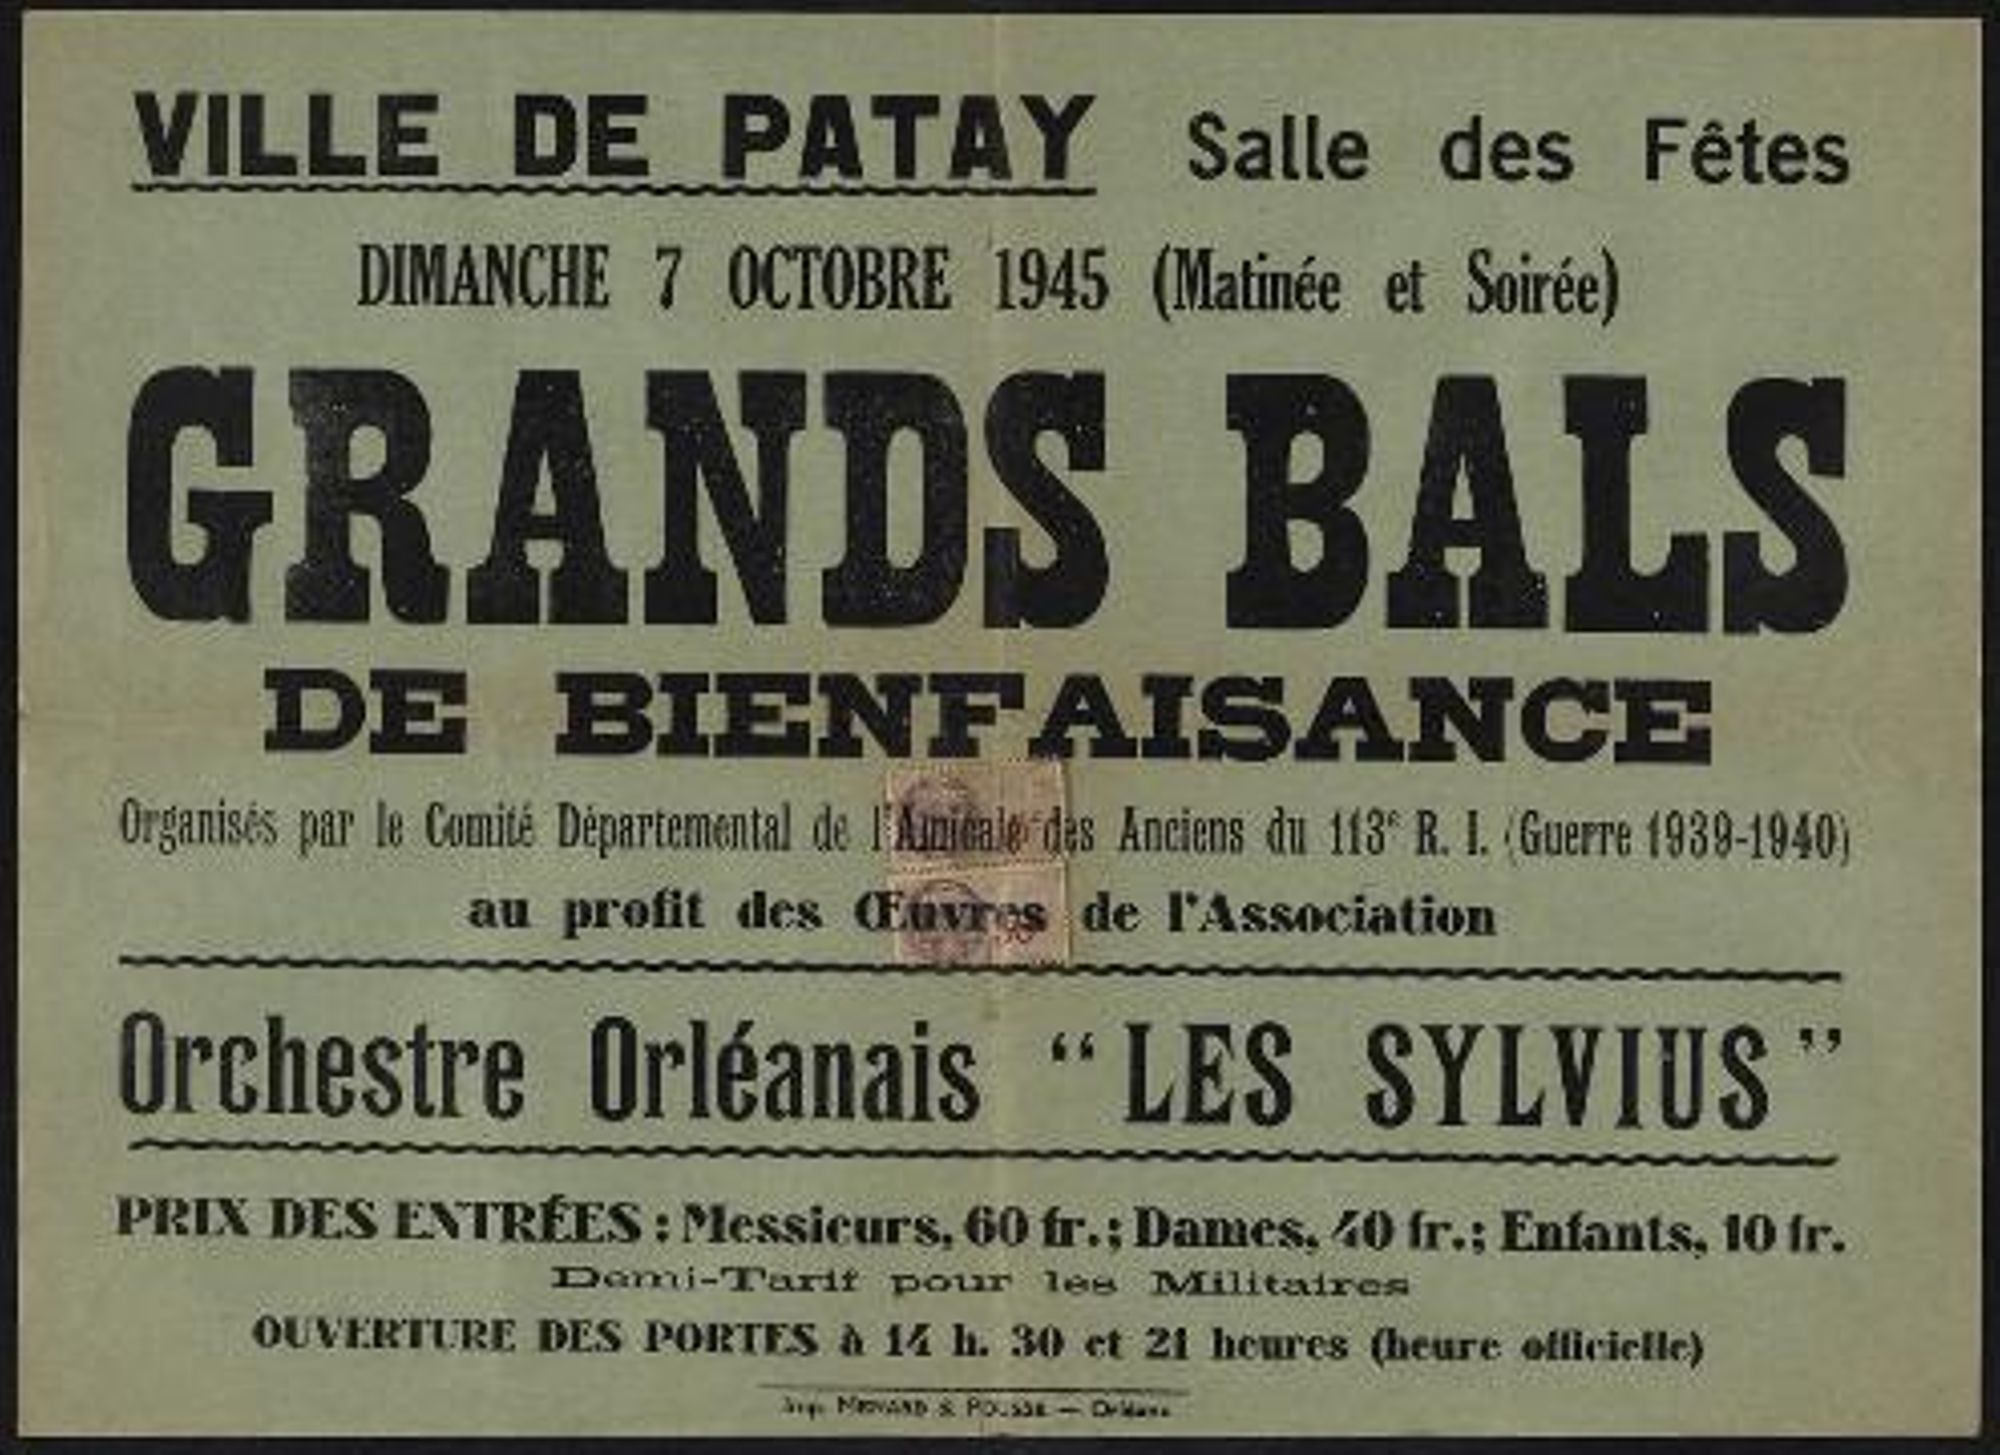 VILLE DE PATAY Salle des Fêtes
DIMANCHE 7 OCTOBRE 1945 (Matinée et Soirée)
GRANDS BALS
DE BIENFAISANCE
Organisés par le Comité Départemental de l'Amicale des Anciens du 113e R. I. (Guerre 1939-1940)
au profit des Œuvres de l'Association
Orchestre Orléanais “LES SYLVIUS”
PRIX DES ENTRÉES : Messieurs, 60 fr.; Dames, 40 fr.; Enfants, 10 fr.
Demi-Tarif pour les Militaires
OUVERTURE DES PORTES à 14 h. 30 et 21 heures (heure officielle)
Imp. & — Orléans